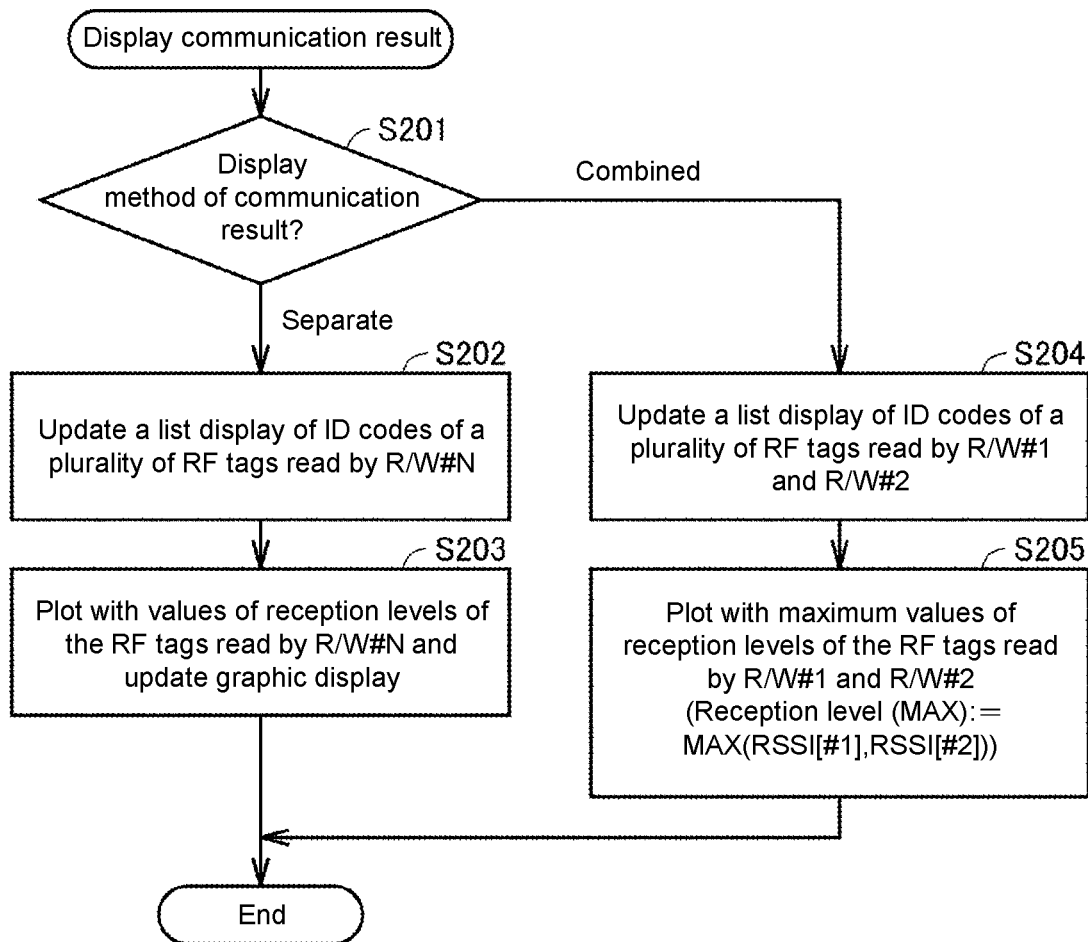 Display communication result
S201
Display
method of communication
result?
Combined
Separate
S202
Update a list display of ID codes of a
plurality of RF tags read by R/W#N
S204
Update a list display of ID codes of a
plurality of RF tags read by R/W#1
and R/W#2
S203
Plot with values of reception levels of
the RF tags read by R/W#N and
update graphic display
S205
Plot with maximum values of
reception levels of the RF tags read
by R/W#1 and R/W#2
(Reception level (MAX):=
MAX(RSSI[#1],RSSI[#2]))
End